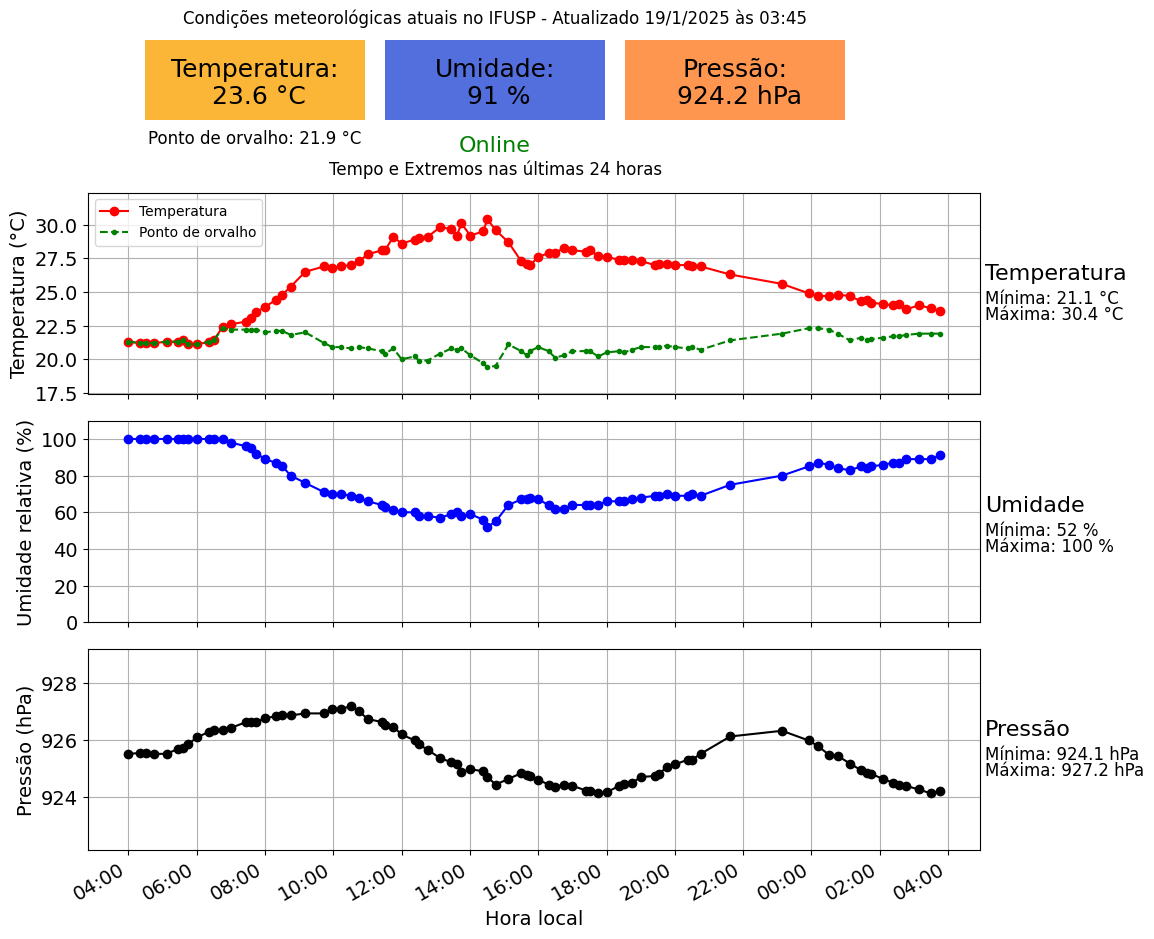 Condições meteorológicas atuais no IFUSP - Atualizado 19/1/2025 às 03:45
Temperatura:
23.6 °C
Umidade:
91 %
Pressão:
924.2 hPa
Ponto de orvalho: 21.9 °C
Online
Tempo e Extremos nas últimas 24 horas
Temperatura (°C)
30.0
27.5
25.0
22.5
20.0
17.5
Temperatura
Ponto de orvalho
Temperatura
Mínima: 21.1 °C
Máxima: 30.4 °C
Umidade relativa (%)
100
80
60
40
20
0
Umidade
Mínima: 52 %
Máxima: 100 %
Pressão (hPa)
928
926
924
Pressão
Mínima: 924.1 hPa
Máxima: 927.2 hPa
04:00 06:00 08:00 10:00 12:00 14:00 16:00 18:00 20:00 22:00 00:00 02:00 04:00
Hora local